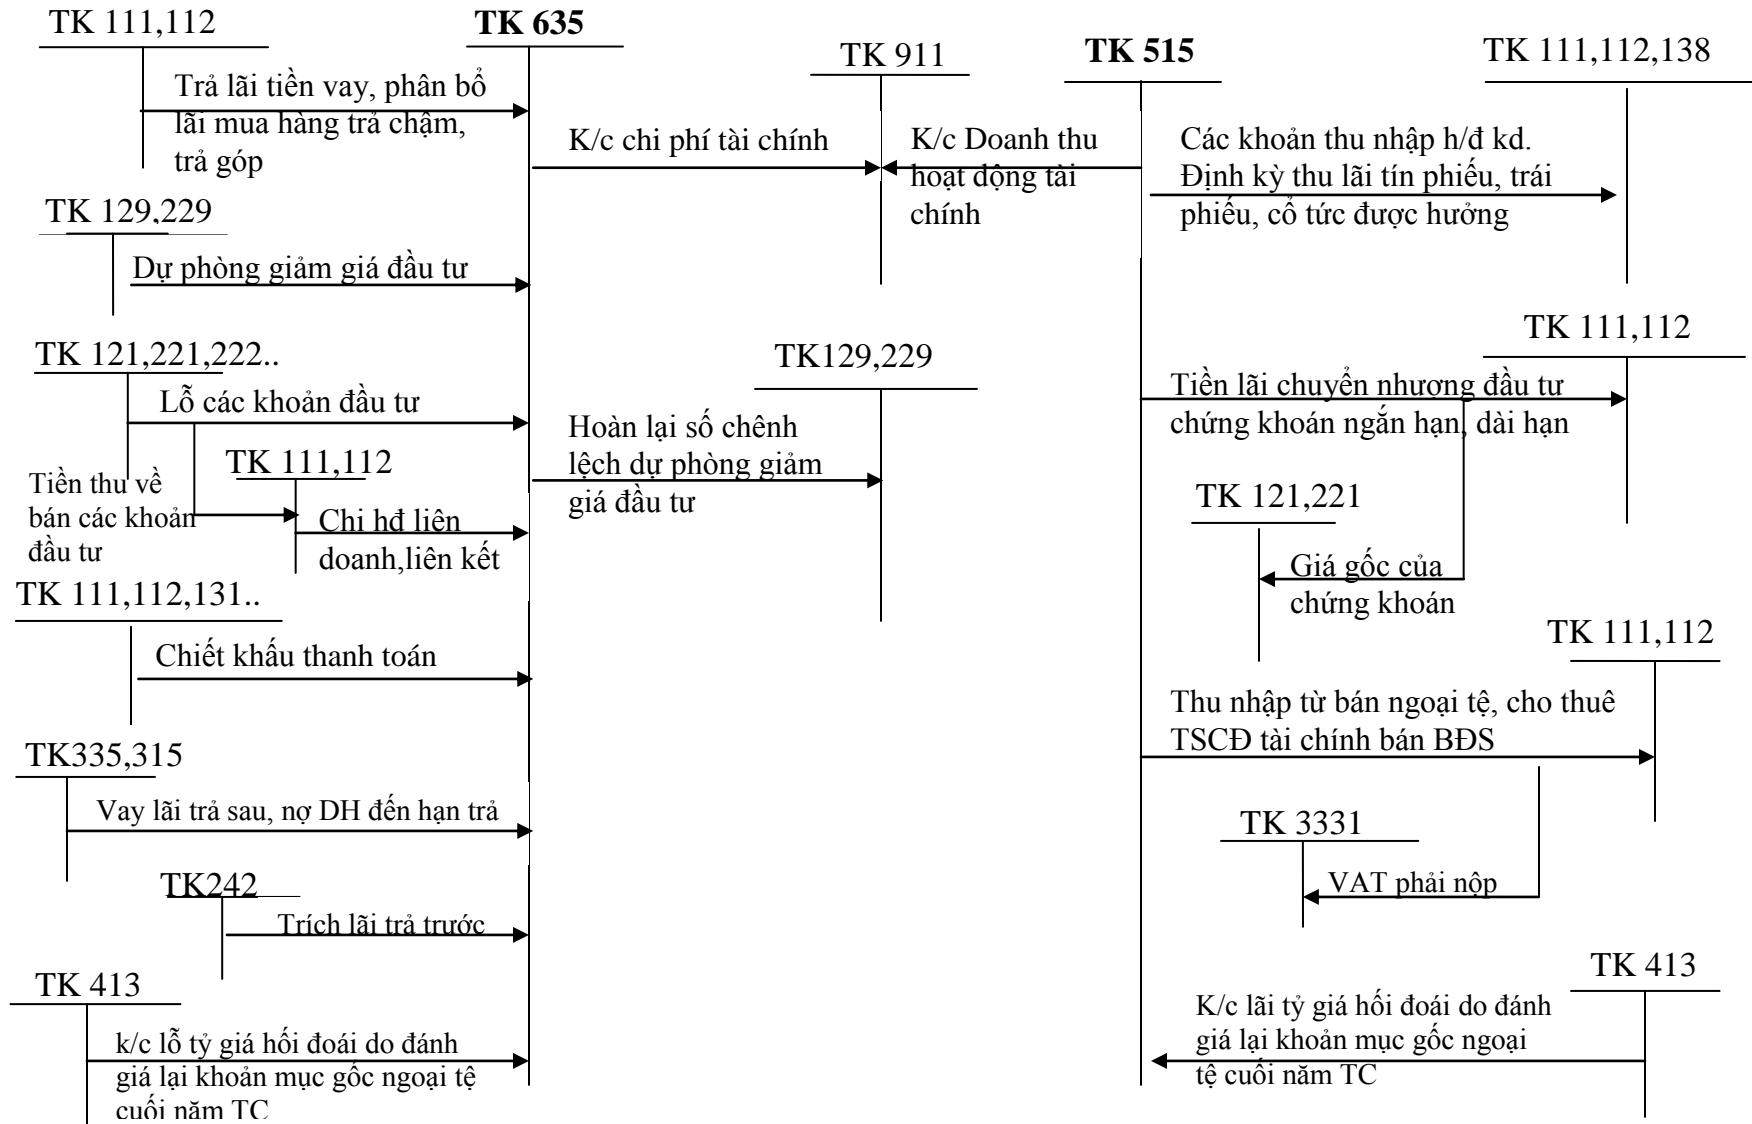 TK 111,112
TK 635
TK 911
TK 515
TK 111,112,138
Trả lãi tiền vay, phân bổ
lãi mua hàng trả chậm,
trả góp
K/c chi phí tài chính
K/c Doanh thu
hoạt động tài
chính
Các khoản thu nhập h/đ kd.
Định kỳ thu lãi tín phiếu, trái
phiếu, cổ tức được hưởng
TK 129,229
Dự phòng giảm giá đầu tư
TK 121,221,222..
Lỗ các khoản đầu tư
TK 111,112
Tiền thu về
bán các khoản
đầu tư
Chi hđ liên
doanh,liên kết
TK129,229
Hoàn lại số chênh
lệch dự phòng giảm
giá đầu tư
TK 111,112
Tiền lãi chuyển nhượng đầu tư
chứng khoán ngắn hạn, dài hạn
TK 121,221
Giá gốc của
chứng khoán
TK 111,112,131..
Chiết khấu thanh toán
TK 111,112
Thu nhập từ bán ngoại tệ, cho thuê
TSCĐ tài chính bán BĐS
TK335,315
Vay lãi trả sau, nợ DH đến hạn trả
TK 3331
VAT phải nộp
TK242
Trích lãi trả trước
TK 413
k/c lỗ tỷ giá hối đoái do đánh
giá lại khoản mục gốc ngoại tệ
cuối năm TC
TK 413
K/c lãi tỷ giá hối đoái do đánh
giá lại khoản mục gốc ngoại
tệ cuối năm TC